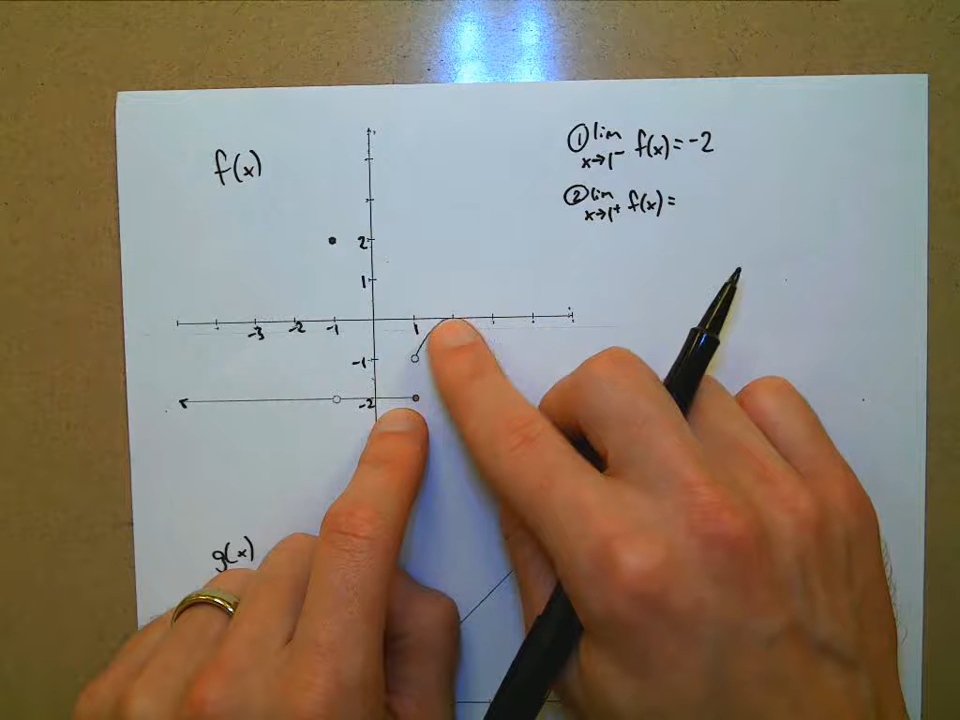 f(x)
① lim x→1⁻ f(x) = -2
② lim x→1⁺ f(x) =
2
1
-3 -2 -1 1
-1
-2
g(x)